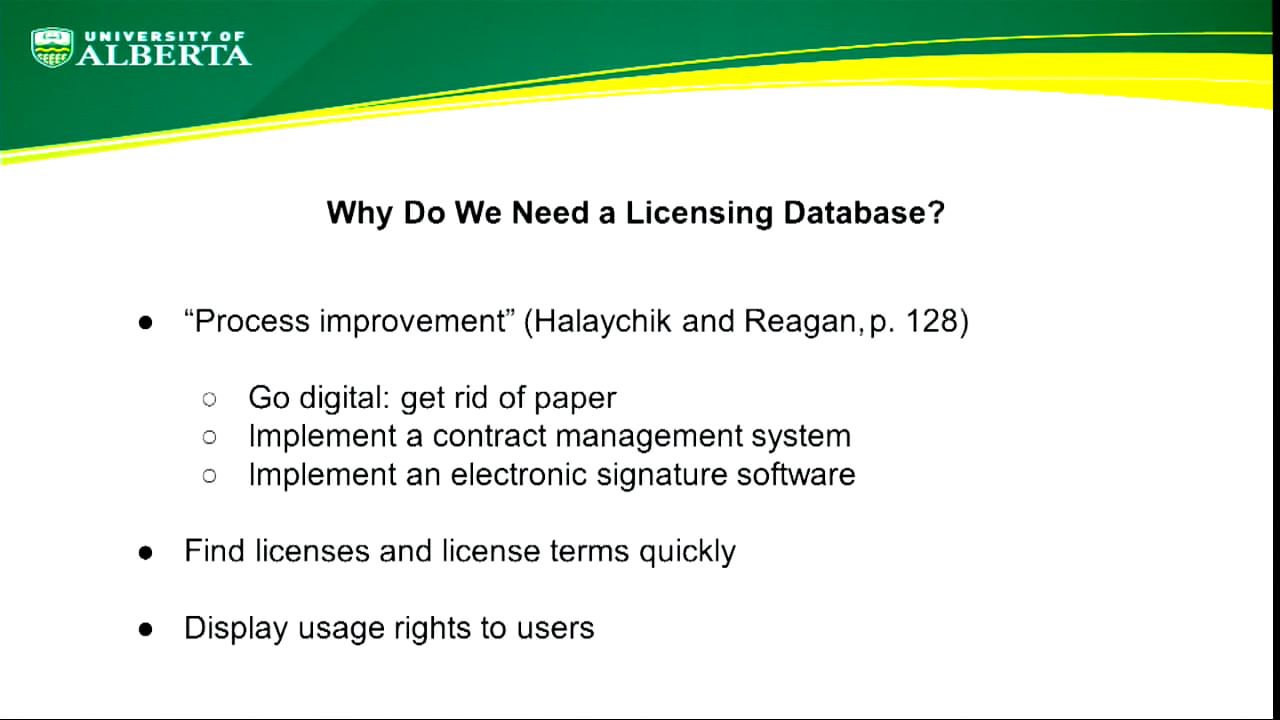 UNIVERSITY OF
ALBERTA
Why Do We Need a Licensing Database?
● “Process improvement” (Halaychik and Reagan, p. 128)
○ Go digital: get rid of paper
○ Implement a contract management system
○ Implement an electronic signature software
● Find licenses and license terms quickly
● Display usage rights to users